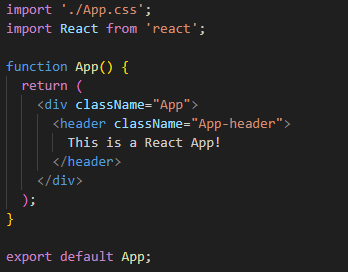 import './App.css';
import React from 'react';

function App() {
  return (
    <div className="App">
      <header className="App-header">
        This is a React App!
      </header>
    </div>
  );
}

export default App;